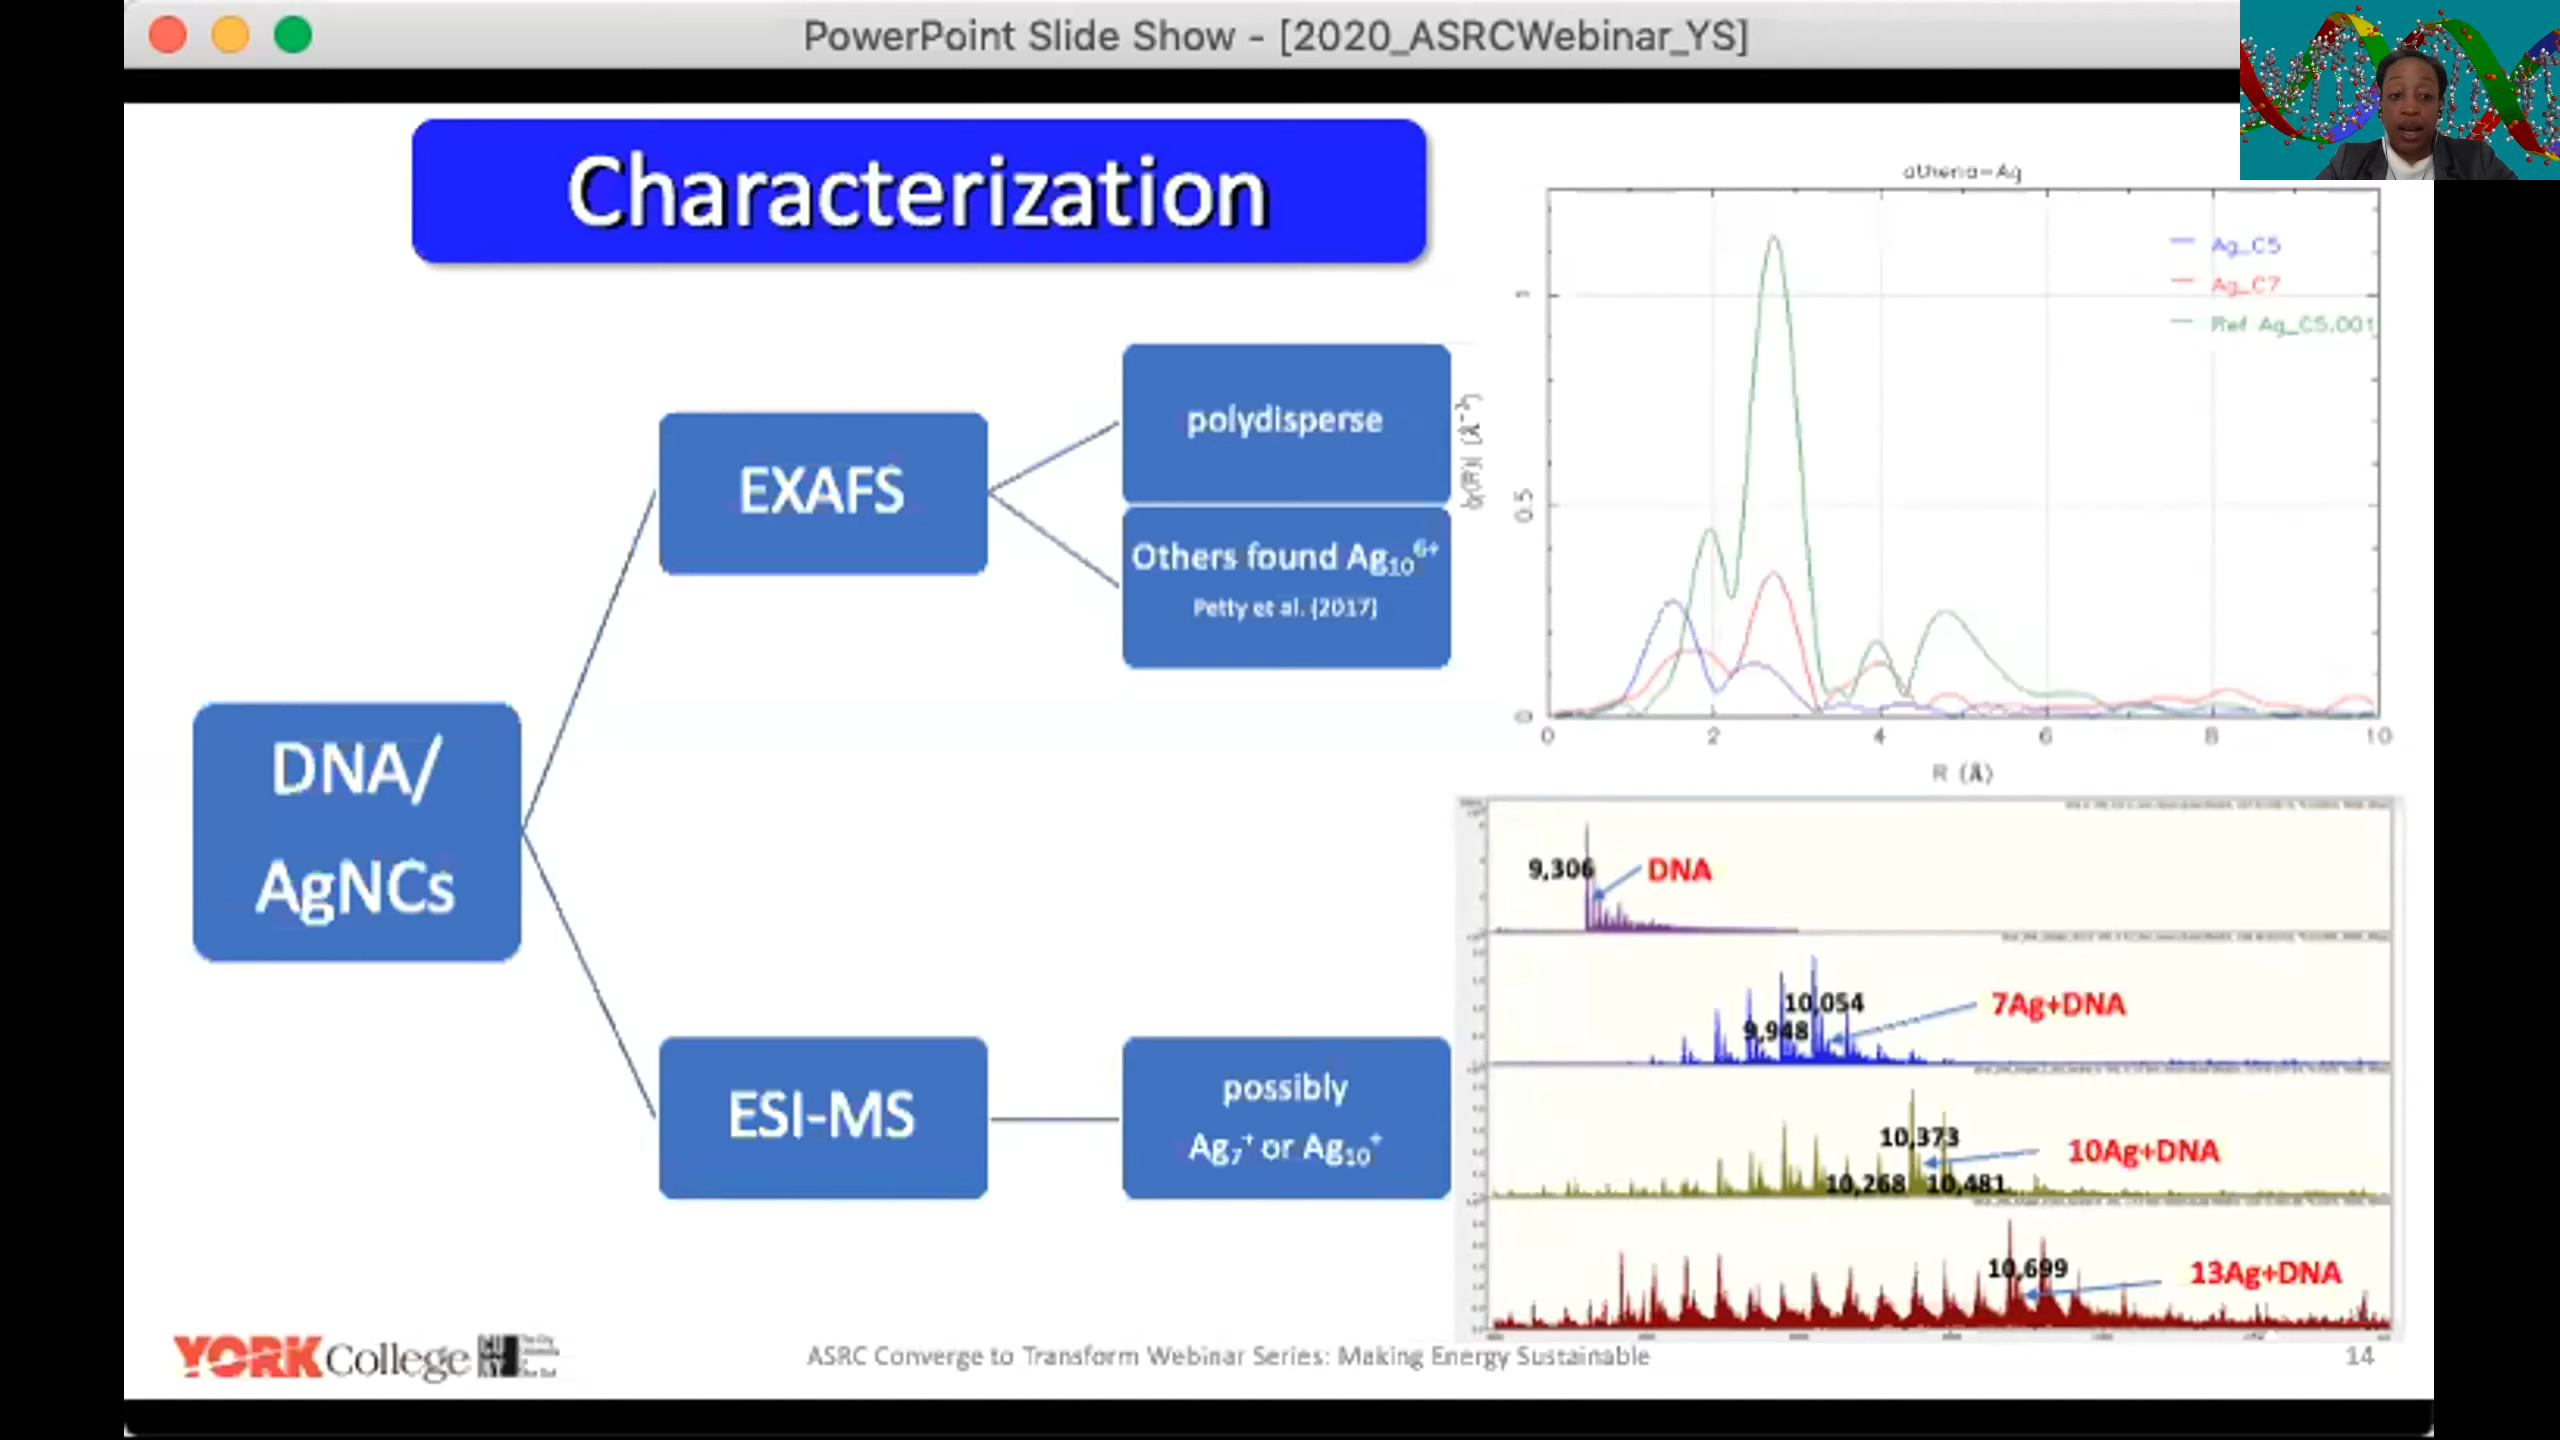 PowerPoint Slide Show - [2020_ASRCWebinar_YS]
Characterization
DNA/
AgNCs
EXAFS
polydisperse
Others found Ag₁₀⁶⁺
Petty et al. (2017)
ESI-MS
possibly
Ag₇⁺ or Ag₁₀⁺
athena-Ag
Ag_C5
Ag_C7
Ref Ag_C5.001
1
0.5
0
0 2 4 6 8 10
R (Å)
9,306
DNA
10,054
9,948
7Ag+DNA
10,373
10,268 10,481
10Ag+DNA
10,699
13Ag+DNA
YORK College
ASRC Converge to Transform Webinar Series: Making Energy Sustainable
14